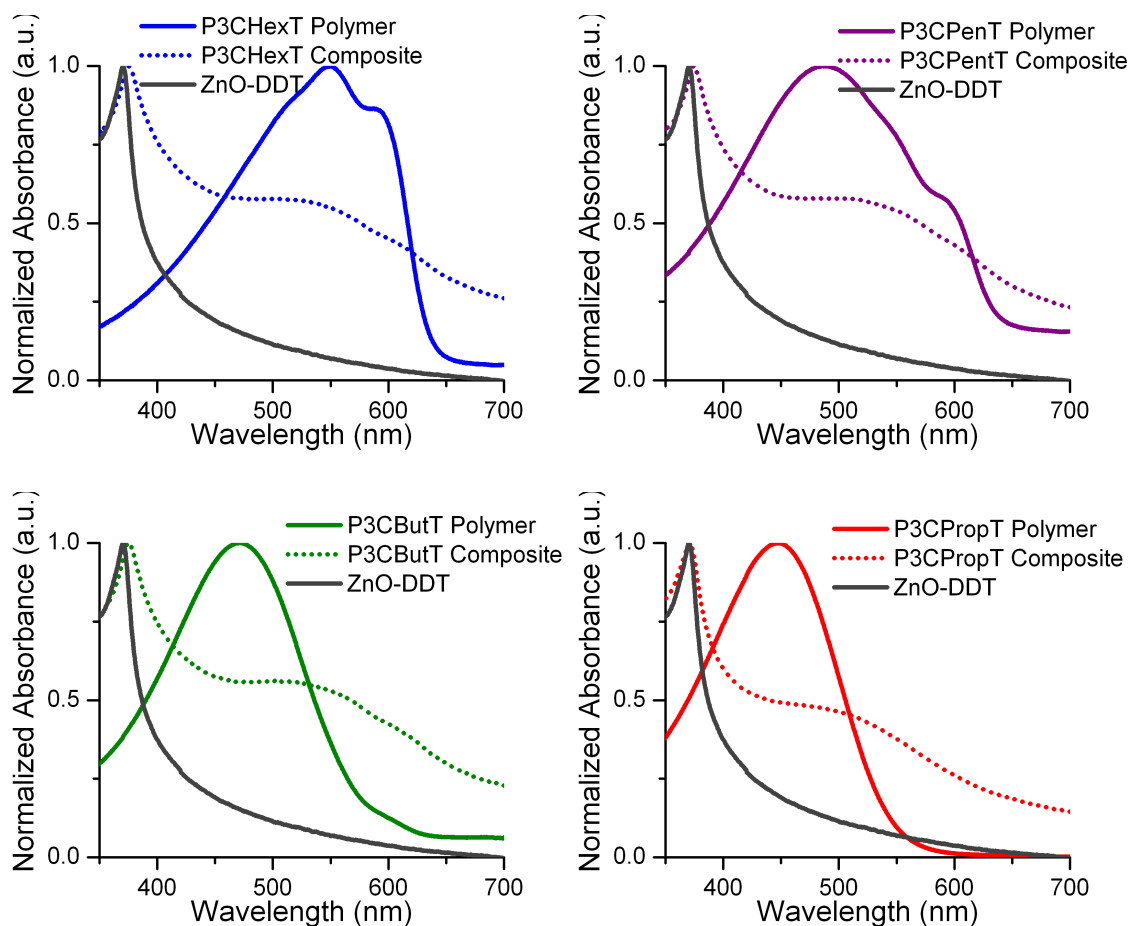 P3CHexT Polymer
P3CHexT Composite
ZnO-DDT
Normalized Absorbance (a.u.)
1.0
0.5
0.0
400 500 600 700
Wavelength (nm)
P3CPenT Polymer
P3CPentT Composite
ZnO-DDT
Normalized Absorbance (a.u.)
1.0
0.5
0.0
400 500 600 700
Wavelength (nm)
P3CButT Polymer
P3CButT Composite
ZnO-DDT
Normalized Absorbance (a.u.)
1.0
0.5
0.0
400 500 600 700
Wavelength (nm)
P3CPropT Polymer
P3CPropT Composite
ZnO-DDT
Normalized Absorbance (a.u.)
1.0
0.5
0.0
400 500 600 700
Wavelength (nm)